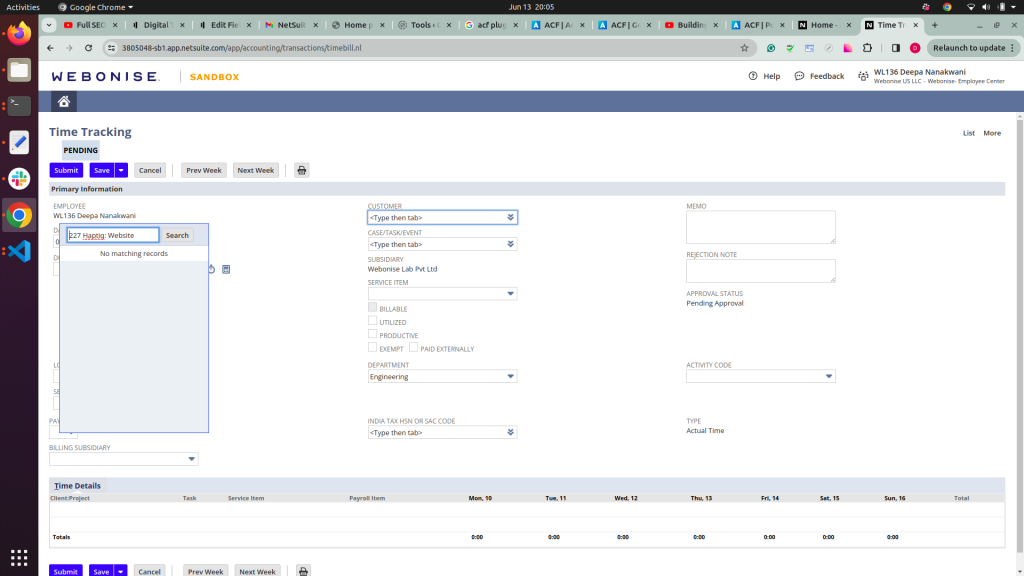 Activities
Google Chrome
Jun 13 20:05
Full SEO
Digital
Edit Fie
NetSuit
Home p
Tools
acf plug
ACF | A
ACF | G
Buildin
ACF | P
Home -
Time Tr
3805048-sb1.app.netsuite.com/app/accounting/transactions/timebill.nl
D
Relaunch to update
WEBONISE.
SANDBOX
Help
Feedback
WL136 Deepa Nanakwani
Webonise US LLC - Webonise- Employee Center
Time Tracking
List
More
PENDING
Submit
Save
Cancel
Prev Week
Next Week
Primary Information
EMPLOYEE
WL136 Deepa Nanakwani
227 Haptig: Website
Search
No matching records
PAY
BILLING SUBSIDIARY
CUSTOMER
<Type then tab>
CASE/TASK/EVENT
<Type then tab>
SUBSIDIARY
Webonise Lab Pvt Ltd
SERVICE ITEM
BILLABLE
UTILIZED
PRODUCTIVE
EXEMPT
PAID EXTERNALLY
DEPARTMENT
Engineering
INDIA TAX HSN OR SAC CODE
<Type then tab>
MEMO
REJECTION NOTE
APPROVAL STATUS
Pending Approval
ACTIVITY CODE
TYPE
Actual Time
Time Details
Client:Project Task Service Item Payroll Item Mon, 10 Tue, 11 Wed, 12 Thu, 13 Fri, 14 Sat, 15 Sun, 16 Total
Totals 0:00 0:00 0:00 0:00 0:00 0:00 0:00
Submit
Save
Cancel
Prev Week
Next Week